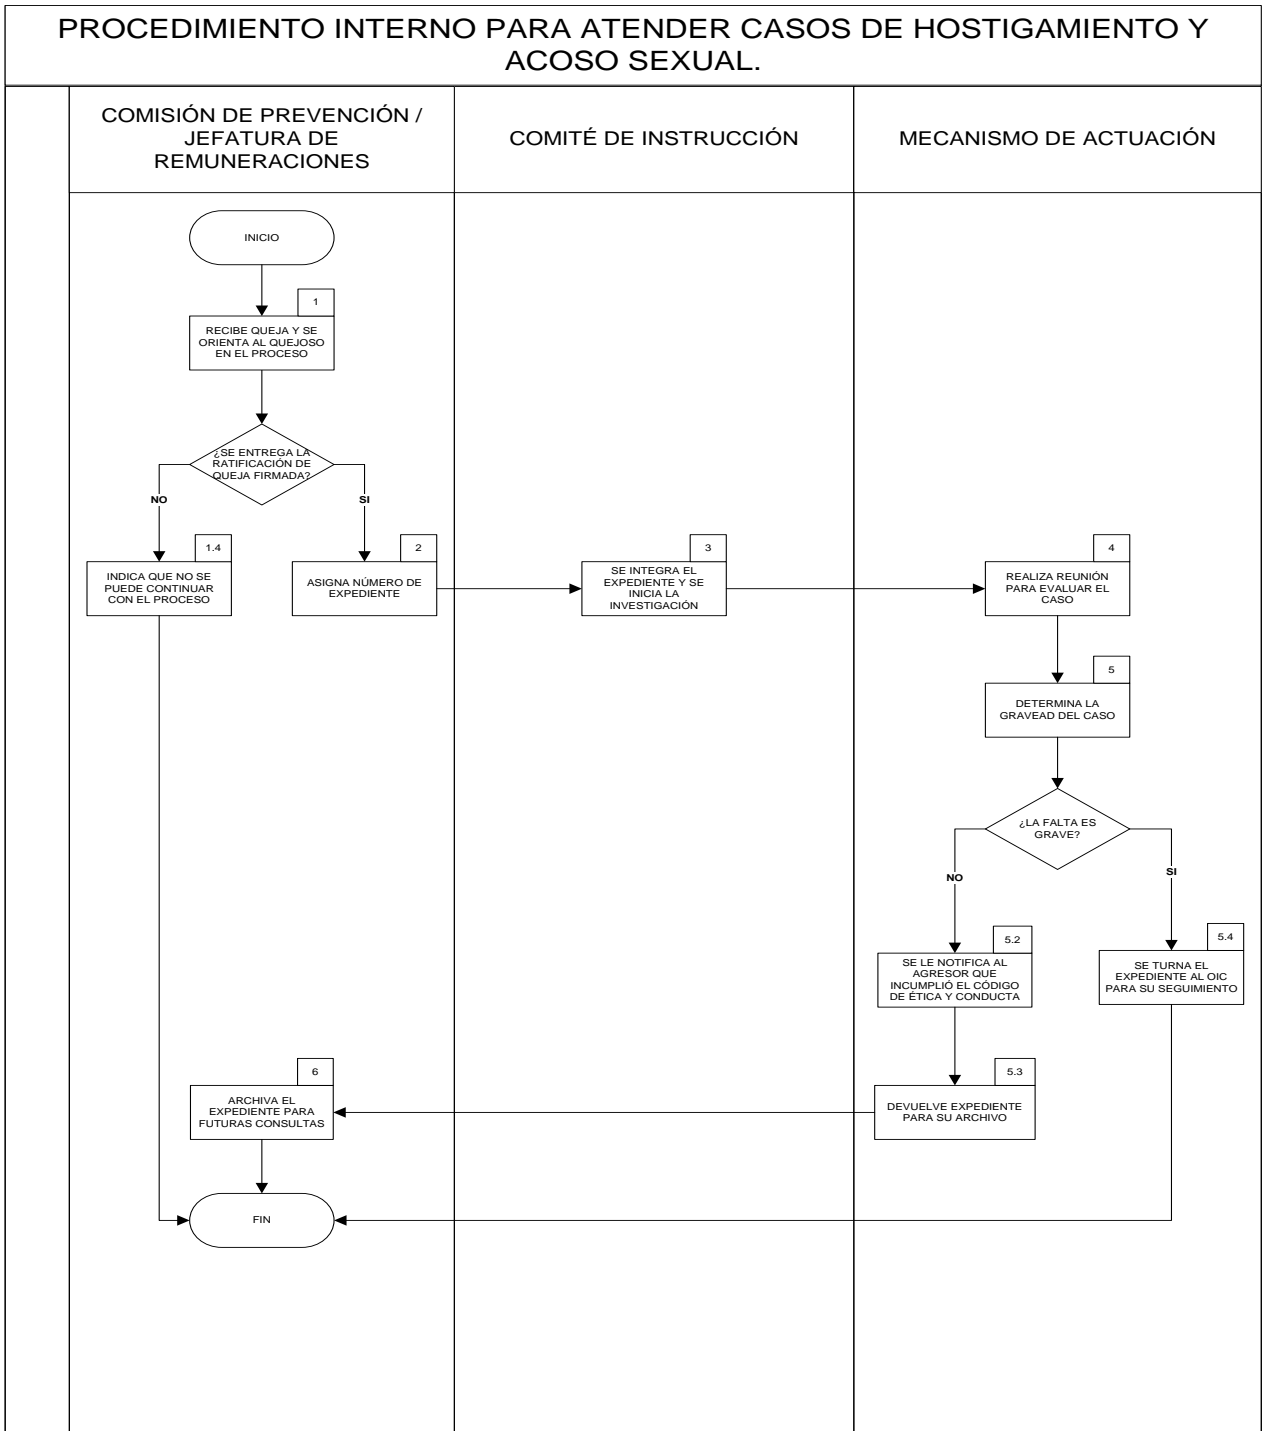 PROCEDIMIENTO INTERNO PARA ATENDER CASOS DE HOSTIGAMIENTO Y
ACOSO SEXUAL.
COMISIÓN DE PREVENCIÓN /
JEFATURA DE
REMUNERACIONES
COMITÉ DE INSTRUCCIÓN
MECANISMO DE ACTUACIÓN
INICIO
1
RECIBE QUEJA Y SE
ORIENTA AL QUEJOSO
EN EL PROCESO
¿SE ENTREGA LA
RATIFICACIÓN DE
QUEJA FIRMADA?
NO
SI
1.4
INDICA QUE NO SE
PUEDE CONTINUAR
CON EL PROCESO
2
ASIGNA NÚMERO DE
EXPEDIENTE
3
SE INTEGRA EL
EXPEDIENTE Y SE
INICIA LA
INVESTIGACIÓN
4
REALIZA REUNIÓN
PARA EVALUAR EL
CASO
5
DETERMINA LA
GRAVEAD DEL CASO
¿LA FALTA ES
GRAVE?
NO
SI
5.2
SE LE NOTIFICA AL
AGRESOR QUE
INCUMPLIÓ EL CÓDIGO
DE ÉTICA Y CONDUCTA
5.4
SE TURNA EL
EXPEDIENTE AL OIC
PARA SU SEGUIMIENTO
5.3
DEVUELVE EXPEDIENTE
PARA SU ARCHIVO
6
ARCHIVA EL
EXPEDIENTE PARA
FUTURAS CONSULTAS
FIN